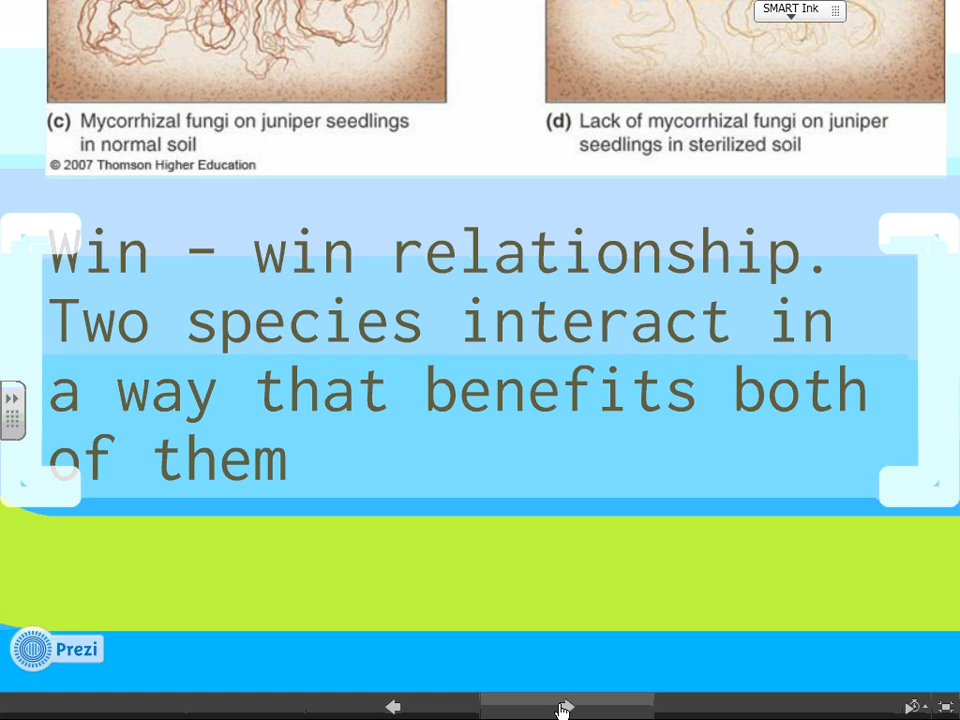 SMART Ink
(c) Mycorrhizal fungi on juniper seedlings
in normal soil
© 2007 Thomson Higher Education
(d) Lack of mycorrhizal fungi on juniper
seedlings in sterilized soil
Win - win relationship.
Two species interact in
a way that benefits both
of them
Prezi